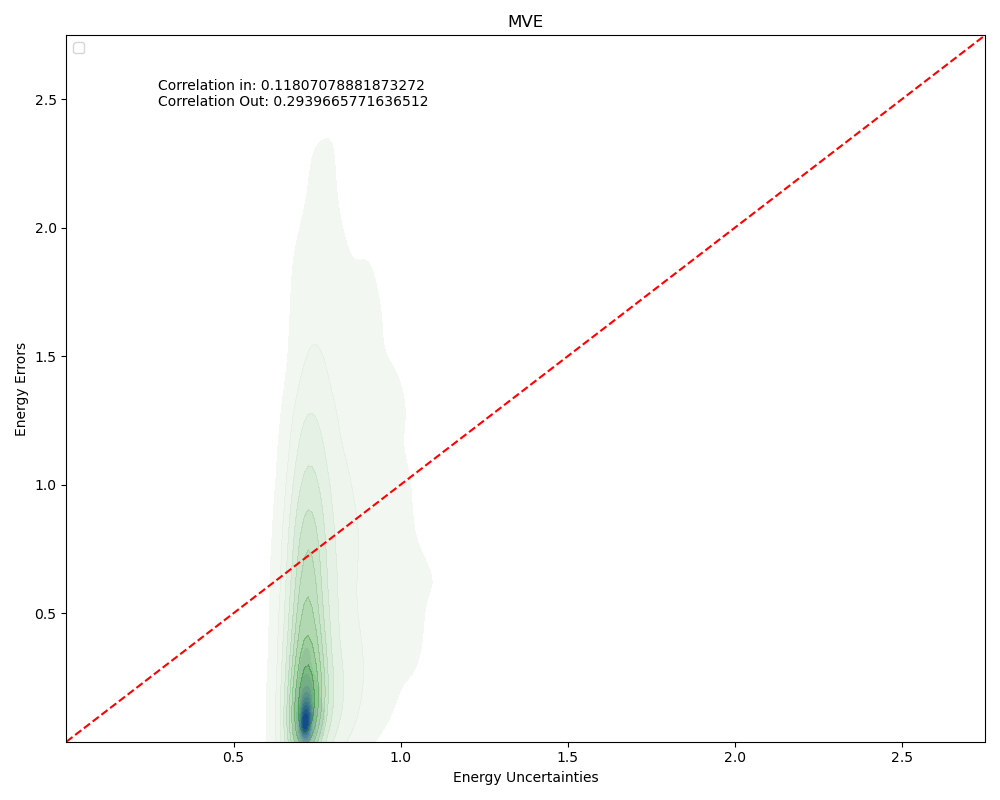 MVE
Correlation in: 0.11807078881873272
Correlation Out: 0.2939665771636512
2.5
2.0
1.5
1.0
0.5
Energy Errors
0.5
1.0
1.5
2.0
2.5
Energy Uncertainties